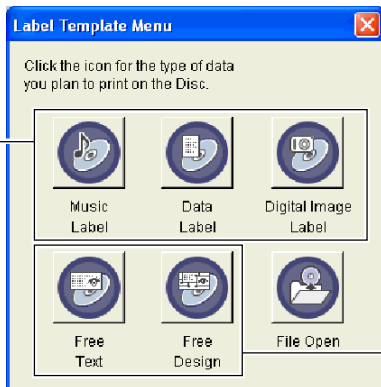 Label Template Menu
Click the icon for the type of data
you plan to print on the Disc.
Music
Label
Data
Label
Digital Image
Label
Free
Text
Free
Design
File Open